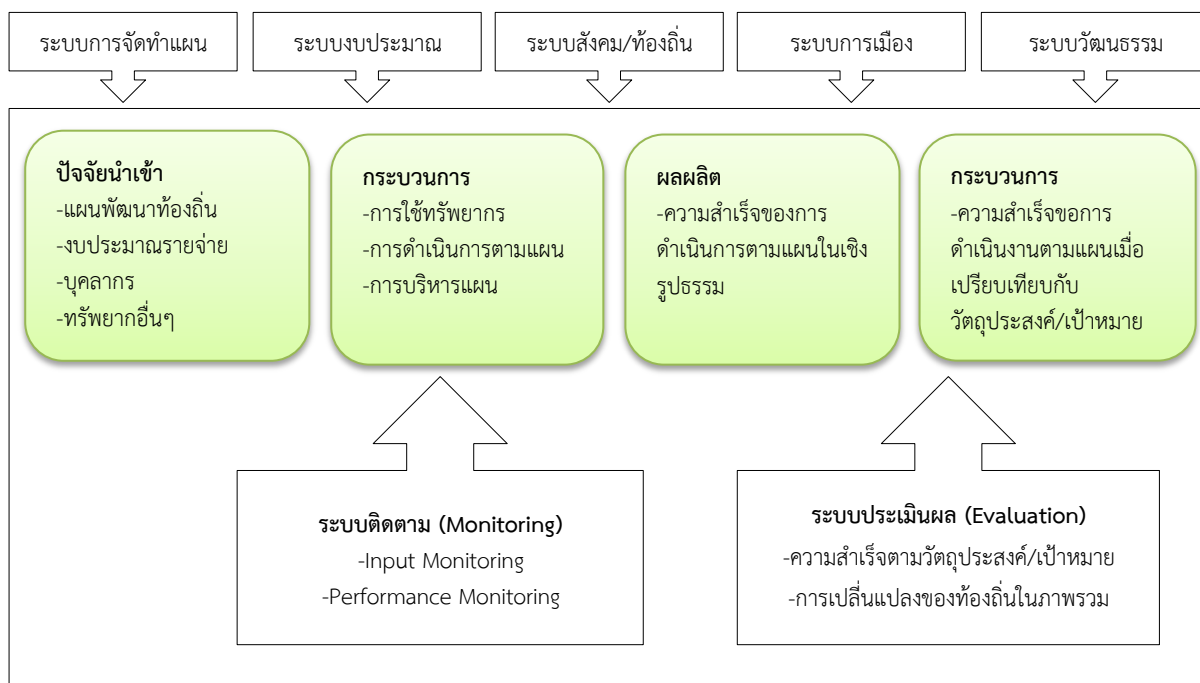 ระบบการจัดทำแผน
ระบบงบประมาณ
ระบบสังคม/ท้องถิ่น
ระบบการเมือง
ระบบวัฒนธรรม
ปัจจัยนำเข้า
-แผนพัฒนาท้องถิ่น
-งบประมาณรายจ่าย
-บุคลากร
-ทรัพยากอื่นๆ
กระบวนการ
-การใช้ทรัพยากร
-การดำเนินการตามแผน
-การบริหารแผน
ผลผลิต
-ความสำเร็จของการ
ดำเนินการตามแผนในเชิง
รูปธรรม
กระบวนการ
-ความสำเร็จขอการ
ดำเนินงานตามแผนเมื่อ
เปรียบเทียบกับ
วัตถุประสงค์/เป้าหมาย
ระบบติดตาม (Monitoring)
-Input Monitoring
-Performance Monitoring
ระบบประเมินผล (Evaluation)
-ความสำเร็จตามวัตถุประสงค์/เป้าหมาย
-การเปลี่นแปลงของท้องถิ่นในภาพรวม